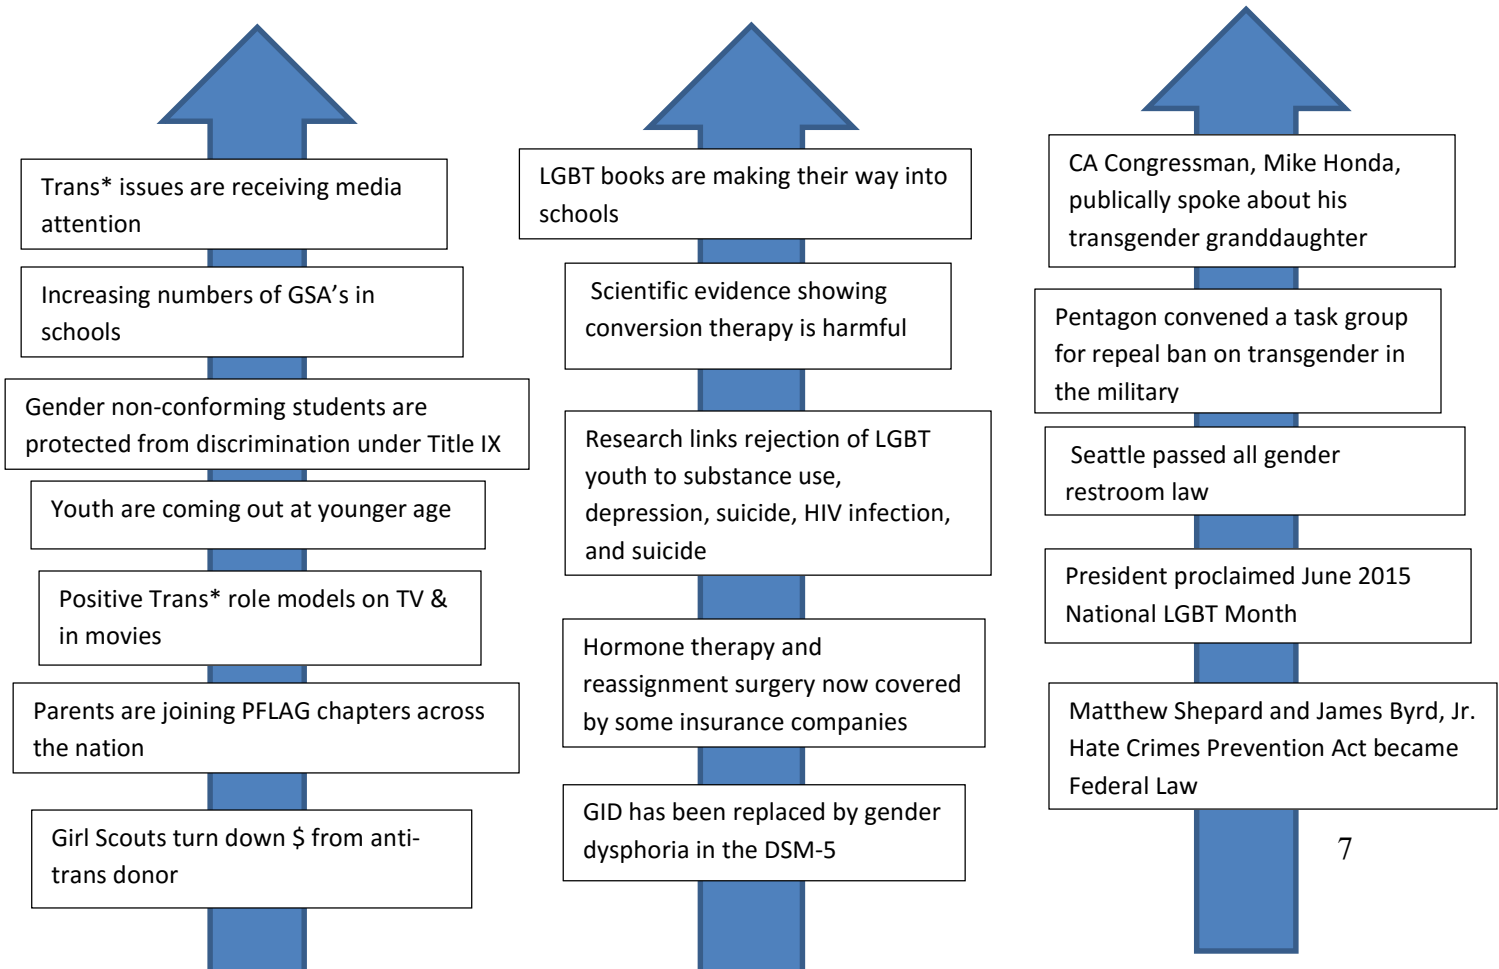 Trans* issues are receiving media
attention
Increasing numbers of GSA’s in
schools
Gender non-conforming students are
protected from discrimination under Title IX
Youth are coming out at younger age
Positive Trans* role models on TV &
in movies
Parents are joining PFLAG chapters across
the nation
Girl Scouts turn down $ from anti-
trans donor
LGBT books are making their way into
schools
Scientific evidence showing
conversion therapy is harmful
Research links rejection of LGBT
youth to substance use,
depression, suicide, HIV infection,
and suicide
Hormone therapy and
reassignment surgery now covered
by some insurance companies
GID has been replaced by gender
dysphoria in the DSM-5
CA Congressman, Mike Honda,
publically spoke about his
transgender granddaughter
Pentagon convened a task group
for repeal ban on transgender in
the military
Seattle passed all gender
restroom law
President proclaimed June 2015
National LGBT Month
Matthew Shepard and James Byrd, Jr.
Hate Crimes Prevention Act became
Federal Law
7